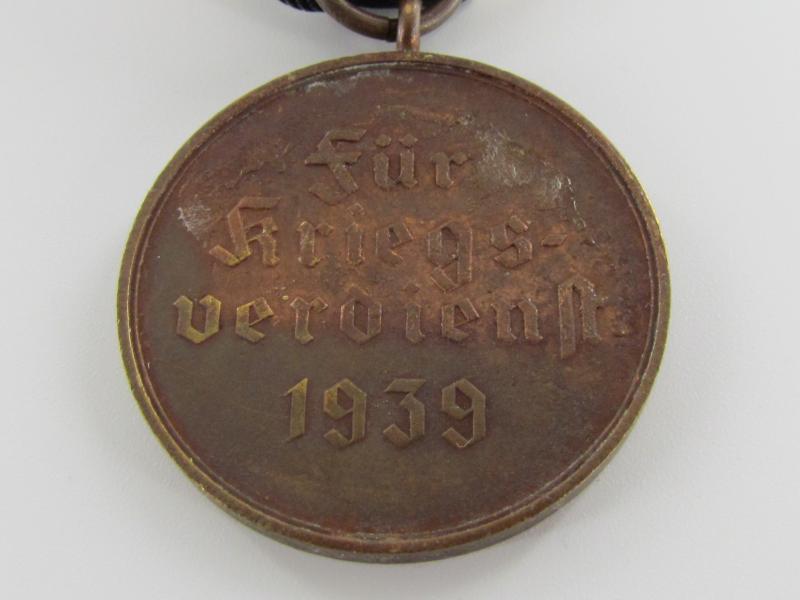 Für
Kriegs-
verdienst
1939